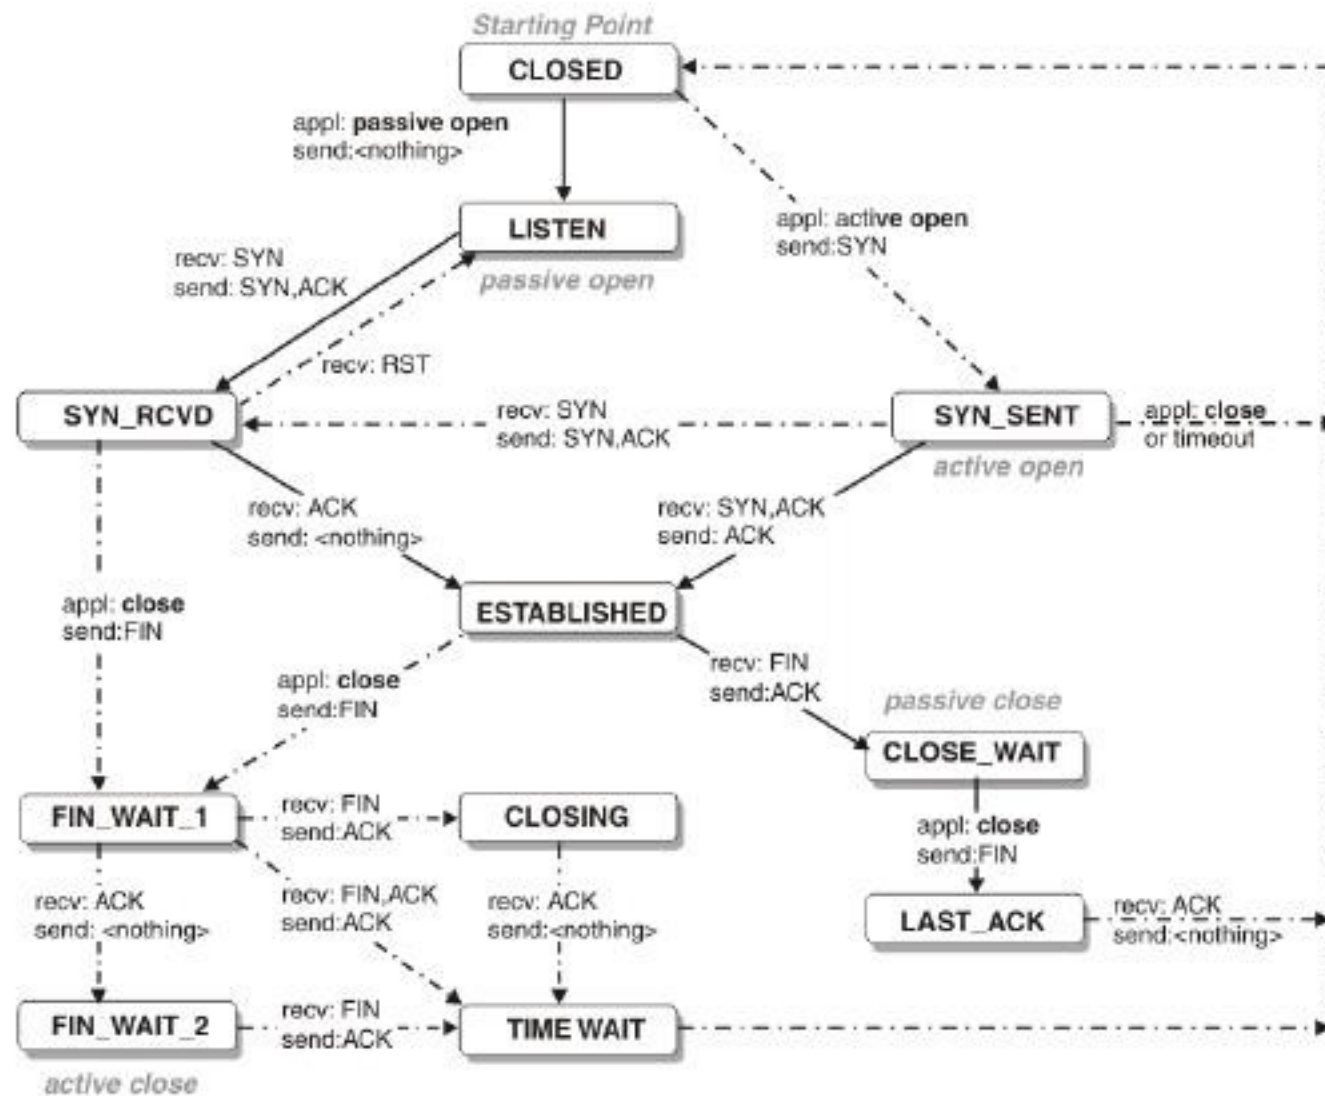 Starting Point
CLOSED
appl: passive open
send:<nothing>
LISTEN
passive open
appl: active open
send:SYN
recv: SYN
send: SYN,ACK
recv: RST
SYN_RCVD
recv: SYN
send: SYN,ACK
SYN_SENT
active open
appl: close
or timeout
recv: ACK
send: <nothing>
recv: SYN,ACK
send: ACK
appl: close
send:FIN
ESTABLISHED
appl: close
send:FIN
recv: FIN
send:ACK
passive close
CLOSE_WAIT
FIN_WAIT_1
recv: FIN
send:ACK
CLOSING
appl: close
send:FIN
recv: ACK
send: <nothing>
recv: FIN,ACK
send:ACK
recv: ACK
send:<nothing>
LAST_ACK
recv: ACK
send:<nothing>
FIN_WAIT_2
active close
recv: FIN
send:ACK
TIME WAIT